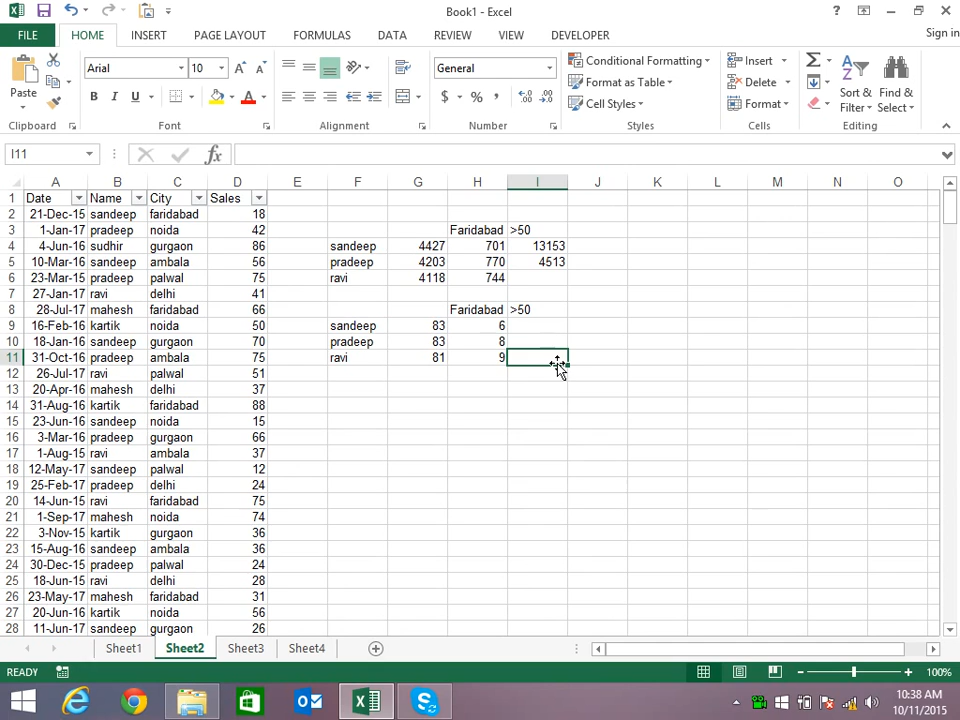 Book1 - Excel
Sign in
FILE HOME INSERT PAGE LAYOUT FORMULAS DATA REVIEW VIEW DEVELOPER
Paste
Arial 10
B I U A
General
$ % ,
Conditional Formatting
Format as Table
Cell Styles
Insert
Delete
Format
Sort & Filter
Find & Select
Clipboard Font Alignment Number Styles Cells Editing
I11
fx
A B C D E F G H I J K L M N O
1 Date Name City Sales
2 21-Dec-15 sandeep faridabad 18
3 1-Jan-17 pradeep noida 42 Faridabad >50
4 4-Jun-16 sudhir gurgaon 86 sandeep 4427 701 13153
5 10-Mar-16 sandeep ambala 56 pradeep 4203 770 4513
6 23-Mar-15 pradeep palwal 75 ravi 4118 744
7 27-Jan-17 ravi delhi 41
8 28-Jul-17 mahesh faridabad 66 Faridabad >50
9 16-Feb-16 kartik noida 50 sandeep 83 6
10 18-Jan-16 sandeep gurgaon 70 pradeep 83 8
11 31-Oct-16 pradeep ambala 75 ravi 81 9
12 26-Jul-17 ravi palwal 51
13 20-Apr-16 mahesh delhi 37
14 31-Aug-16 kartik faridabad 88
15 23-Jun-16 sandeep noida 15
16 3-Mar-16 pradeep gurgaon 66
17 1-Aug-15 ravi ambala 37
18 12-May-17 sandeep palwal 12
19 25-Feb-17 pradeep delhi 24
20 14-Jun-15 ravi faridabad 75
21 1-Sep-17 mahesh noida 74
22 3-Nov-15 kartik gurgaon 36
23 15-Aug-16 sandeep ambala 36
24 30-Dec-15 pradeep palwal 24
25 18-Jun-15 ravi delhi 28
26 23-May-17 mahesh faridabad 31
27 20-Jun-16 kartik noida 56
28 11-Jun-17 sandeep gurgaon 26
Sheet1 Sheet2 Sheet3 Sheet4
READY
100%
10:38 AM
10/11/2015